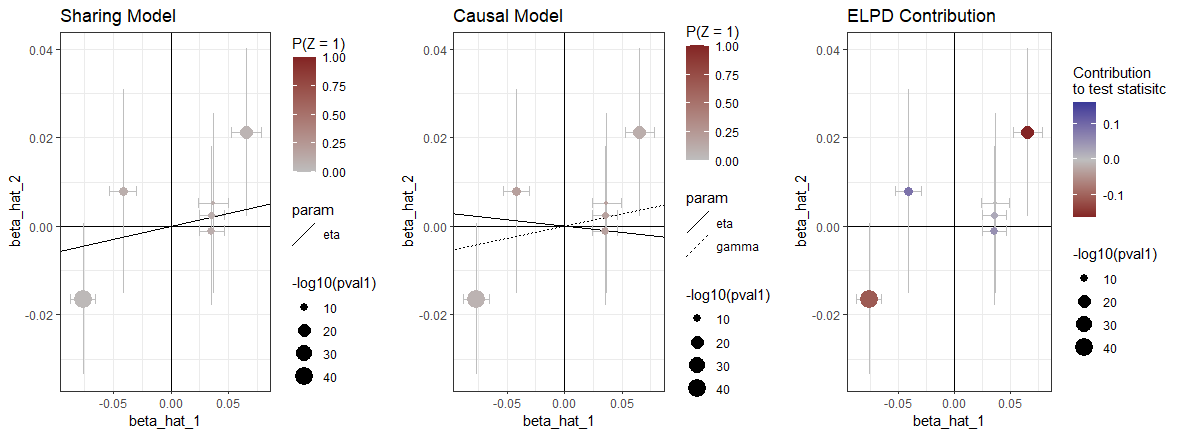 Sharing Model
beta_hat_2
0.04
0.02
0.00
-0.02
-0.05
0.00
0.05
beta_hat_1
P(Z = 1)
1.00
0.75
0.50
0.25
0.00
param
eta
-log10(pval1)
10
20
30
40
Causal Model
beta_hat_2
0.04
0.02
0.00
-0.02
-0.05
0.00
0.05
beta_hat_1
P(Z = 1)
1.00
0.75
0.50
0.25
0.00
param
eta
gamma
-log10(pval1)
10
20
30
40
ELPD Contribution
beta_hat_2
0.04
0.02
0.00
-0.02
-0.05
0.00
0.05
beta_hat_1
Contribution
to test statisitc
0.1
0.0
-0.1
-log10(pval1)
10
20
30
40